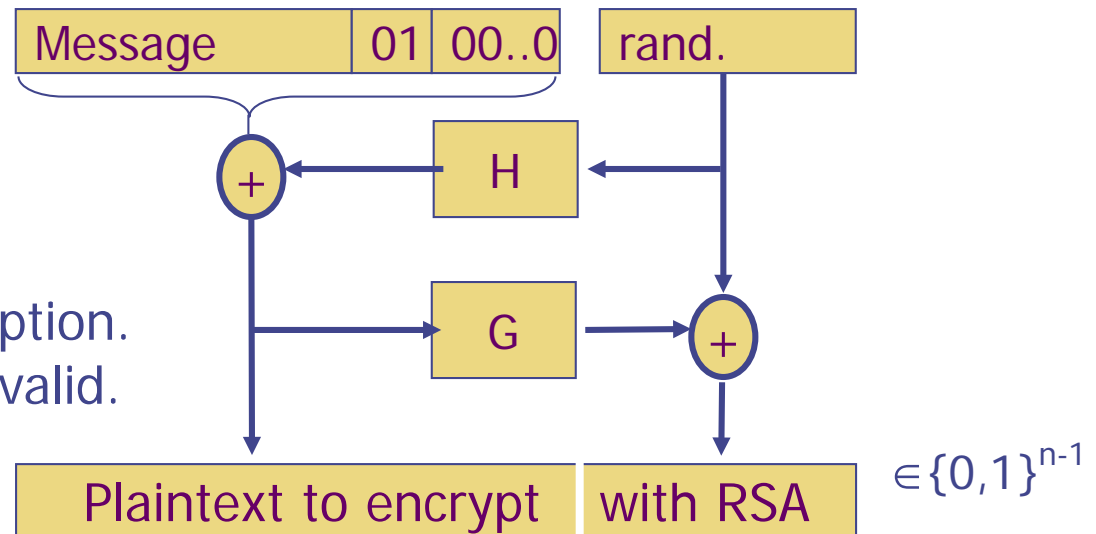 Message 01 00..0 rand.
+ H
ption.
G +
valid.
Plaintext to encrypt with RSA ∈{0,1}^{n-1}